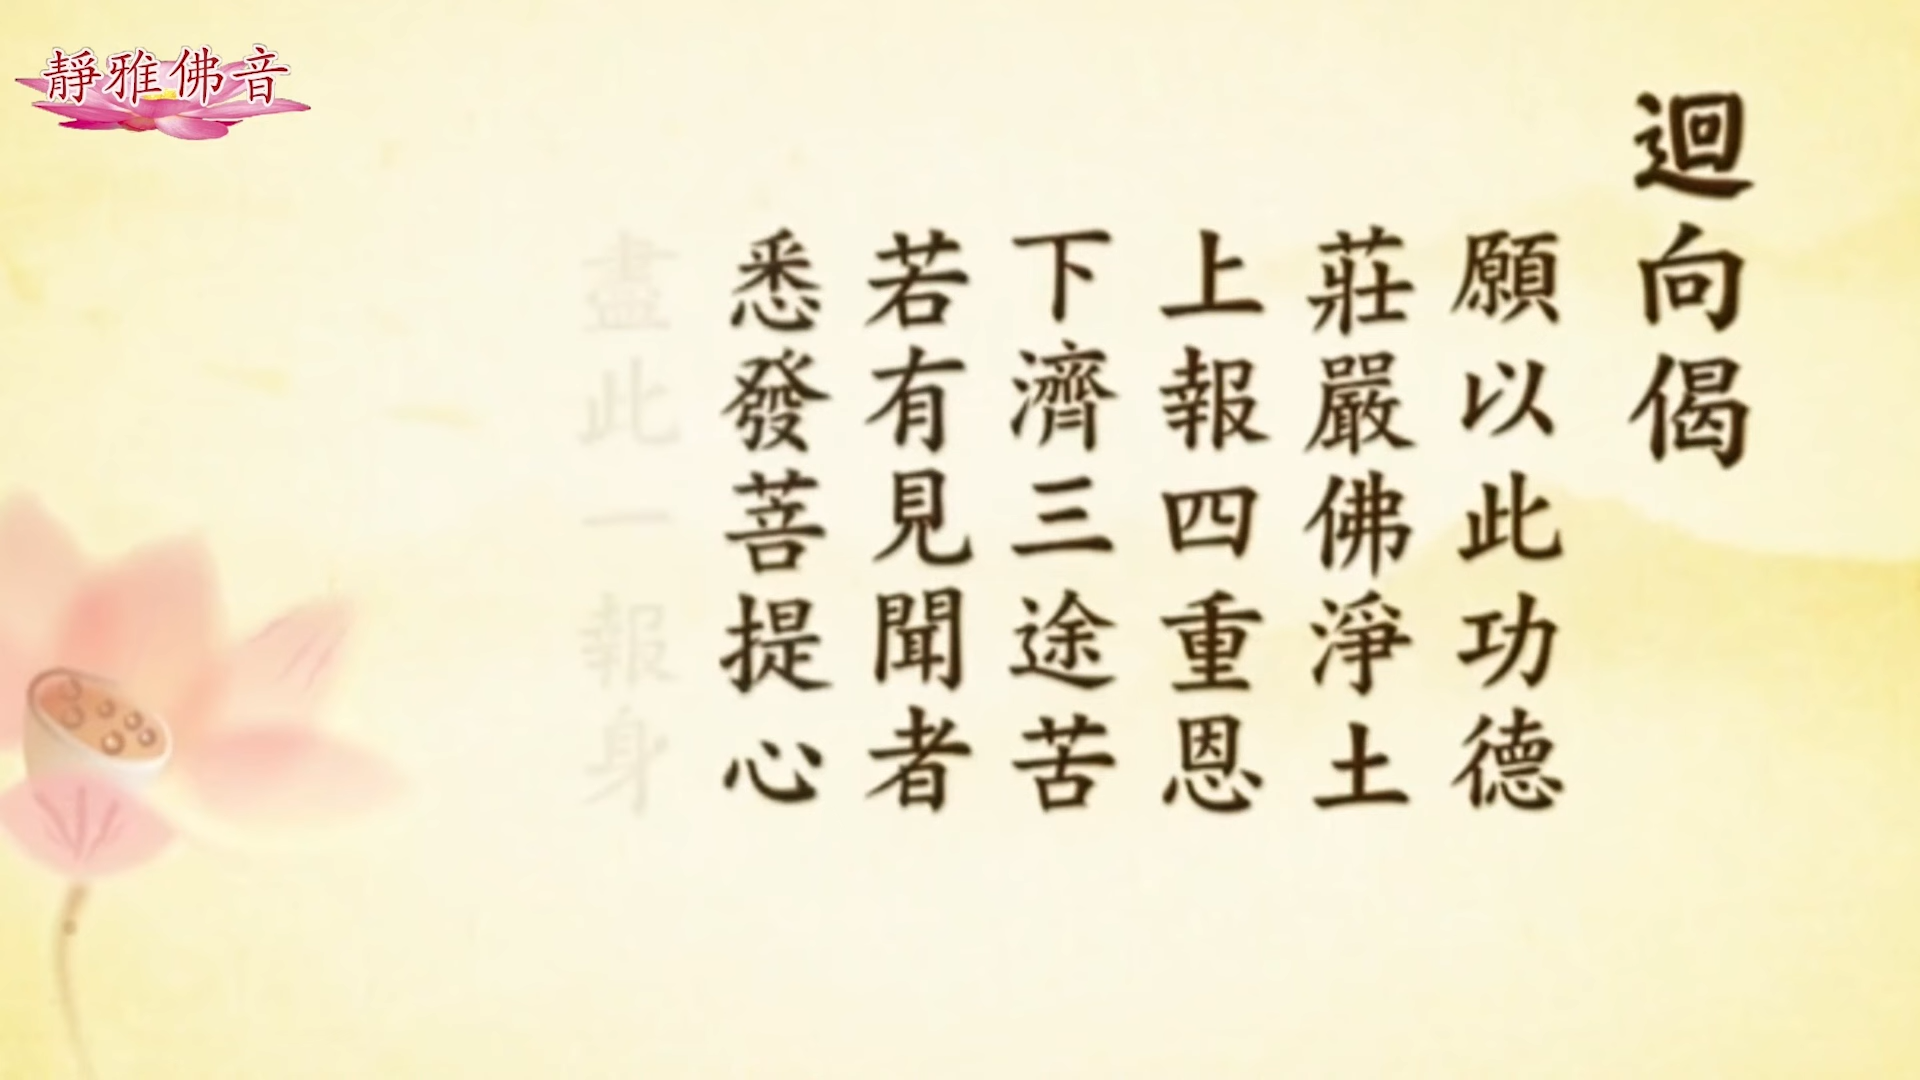 靜雅佛音
迴向偈
願以此功德
莊嚴佛淨土
上報四重恩
下濟三途苦
若有見聞者
悉發菩提心
盡此一報身